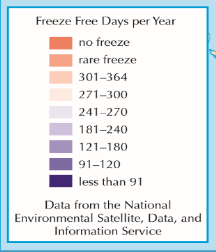 Freeze Free Days per Year
no freeze
rare freeze
301–364
271–300
241–270
181–240
121–180
91–120
less than 91
Data from the National
Environmental Satellite, Data, and
Information Service